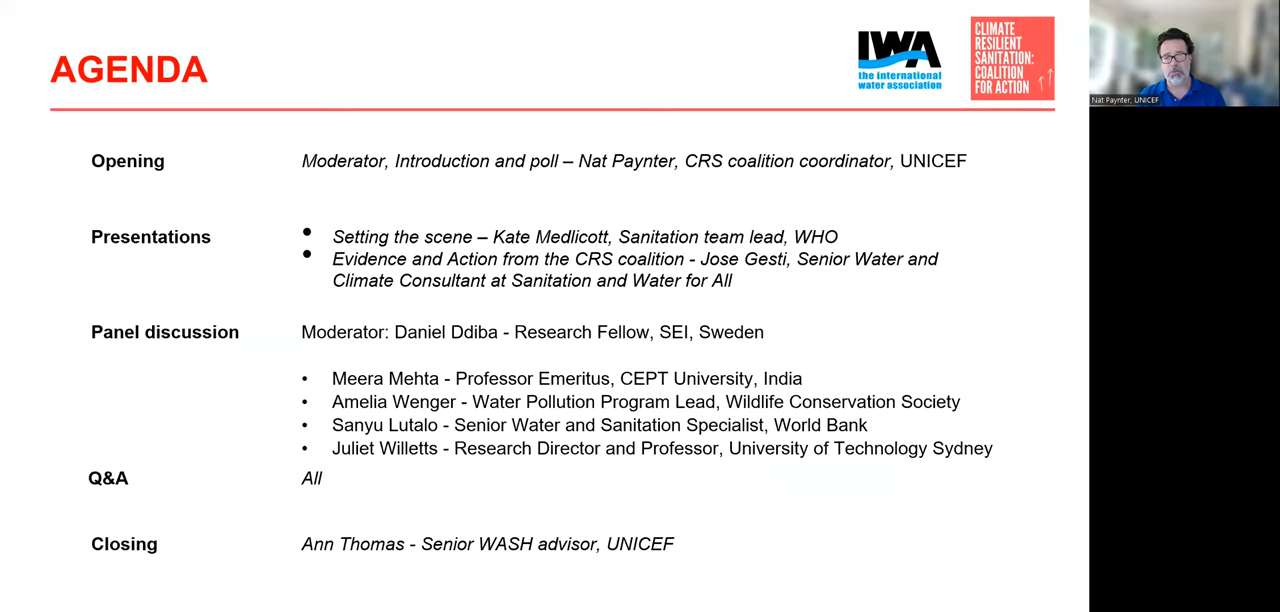 AGENDA
IWA
the international
water association
CLIMATE
RESILIENT
SANITATION:
COALITION
FOR ACTION
Nat Paynter, UNICEF
Opening Moderator, Introduction and poll – Nat Paynter, CRS coalition coordinator, UNICEF
Presentations • Setting the scene – Kate Medlicott, Sanitation team lead, WHO
• Evidence and Action from the CRS coalition - Jose Gesti, Senior Water and
Climate Consultant at Sanitation and Water for All
Panel discussion Moderator: Daniel Ddiba - Research Fellow, SEI, Sweden
• Meera Mehta - Professor Emeritus, CEPT University, India
• Amelia Wenger - Water Pollution Program Lead, Wildlife Conservation Society
• Sanyu Lutalo - Senior Water and Sanitation Specialist, World Bank
• Juliet Willetts - Research Director and Professor, University of Technology Sydney
Q&A All
Closing Ann Thomas - Senior WASH advisor, UNICEF